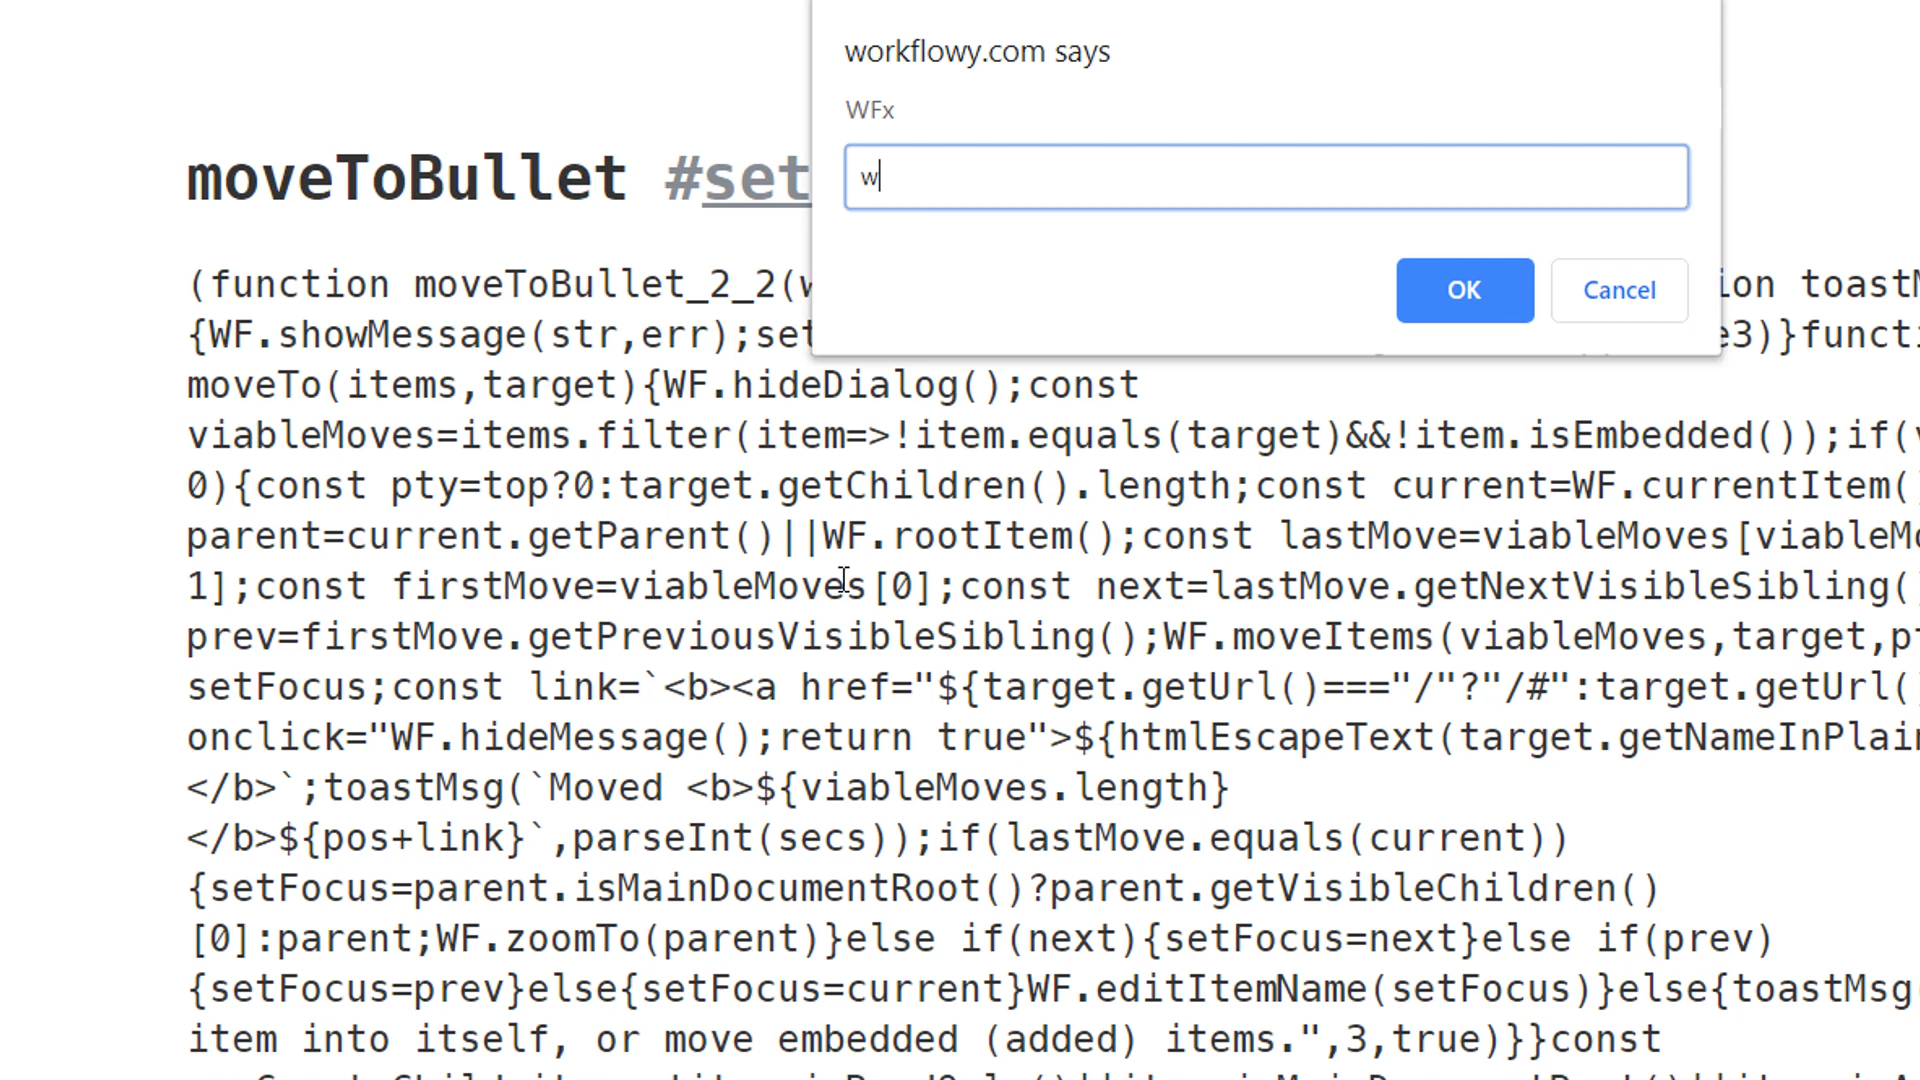 workflowy.com says
WFx
w
OK
Cancel
moveToBullet #set
(function moveToBullet_2_2(w ion toastM
{WF.showMessage(str,err);set e3)}functi
moveTo(items,target){WF.hideDialog();const
viableMoves=items.filter(item=>!item.equals(target)&&!item.isEmbedded());if(v
0){const pty=top?0:target.getChildren().length;const current=WF.currentItem(
parent=current.getParent()||WF.rootItem();const lastMove=viableMoves[viableMo
1];const firstMove=viableMoves[0];const next=lastMove.getNextVisibleSibling(
prev=firstMove.getPreviousVisibleSibling();WF.moveItems(viableMoves,target,pt
setFocus;const link=`<b><a href="${target.getUrl()==="/"?"/#":target.getUrl(
onclick="WF.hideMessage();return true">${htmlEscapeText(target.getNameInPlain
</b>`;toastMsg(`Moved <b>${viableMoves.length}
</b>${pos+link}`,parseInt(secs));if(lastMove.equals(current))
{setFocus=parent.isMainDocumentRoot()?parent.getVisibleChildren()
[0]:parent;WF.zoomTo(parent)}else if(next){setFocus=next}else if(prev)
{setFocus=prev}else{setFocus=current}WF.editItemName(setFocus)}else{toastMsg(
item into itself, or move embedded (added) items.",3,true)}}const